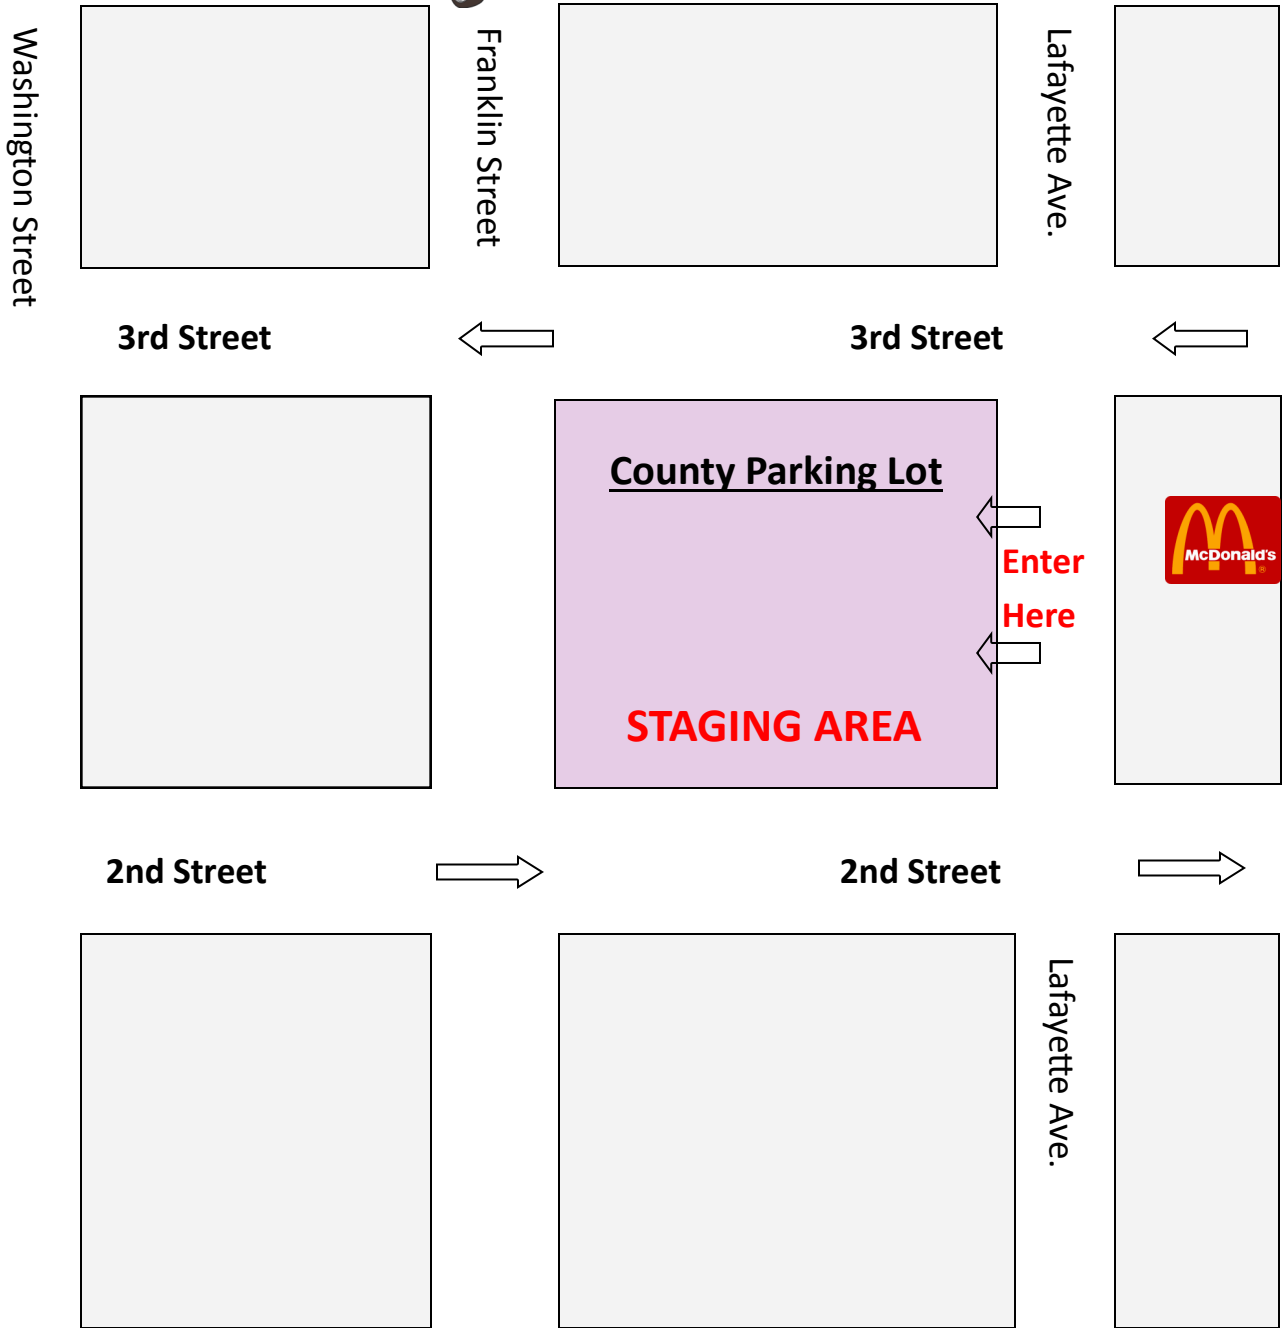 Washington Street
Franklin Street
Lafayette Ave.
3rd Street
3rd Street
County Parking Lot
Enter
Here
McDonald's
®
STAGING AREA
2nd Street
2nd Street
Lafayette Ave.